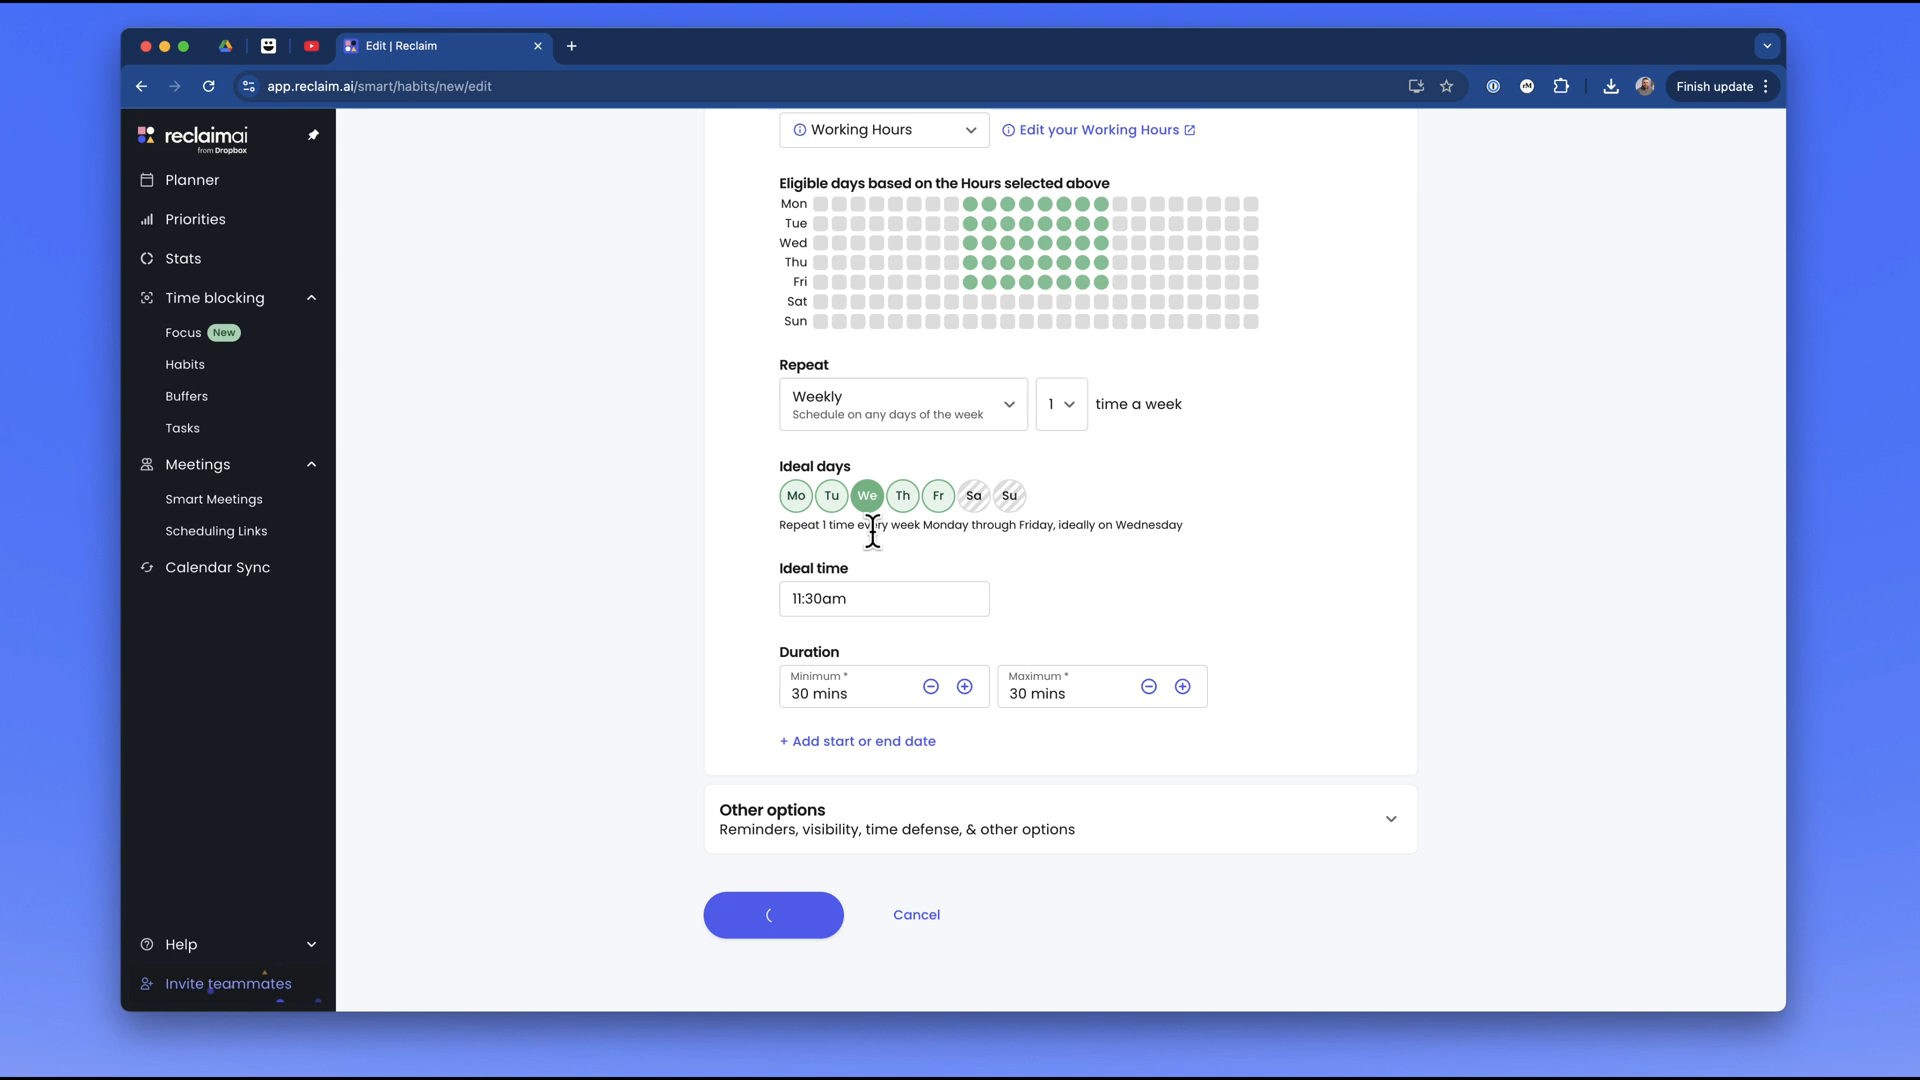 Edit | Reclaim
app.reclaim.ai/smart/habits/new/edit
Finish update
reclaimai
from Dropbox
Planner
Priorities
Stats
Time blocking
Focus New
Habits
Buffers
Tasks
Meetings
Smart Meetings
Scheduling Links
Calendar Sync
Help
Invite teammates
Working Hours
Edit your Working Hours
Eligible days based on the Hours selected above
Mon
Tue
Wed
Thu
Fri
Sat
Sun
Repeat
Weekly
Schedule on any days of the week
1
time a week
Ideal days
Mo Tu We Th Fr Sa Su
Repeat 1 time every week Monday through Friday, ideally on Wednesday
Ideal time
11:30am
Duration
Minimum *
30 mins
Maximum *
30 mins
+ Add start or end date
Other options
Reminders, visibility, time defense, & other options
Cancel